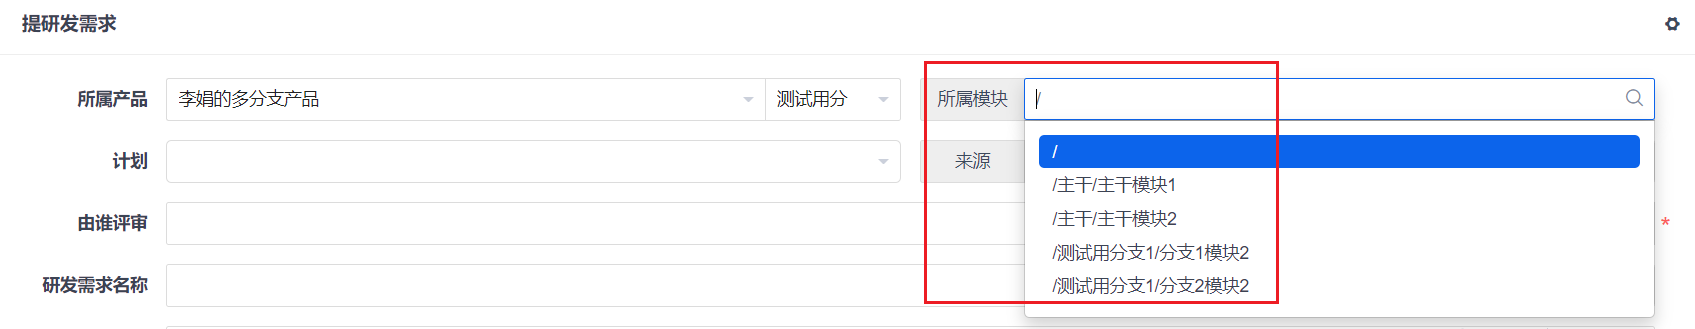 提研发需求
所属产品 李娟的多分支产品 测试用分 所属模块 /
/
计划 来源
/主干/主干模块1
/主干/主干模块2
由谁评审 *
/测试用分支1/分支1模块2
/测试用分支1/分支2模块2
研发需求名称